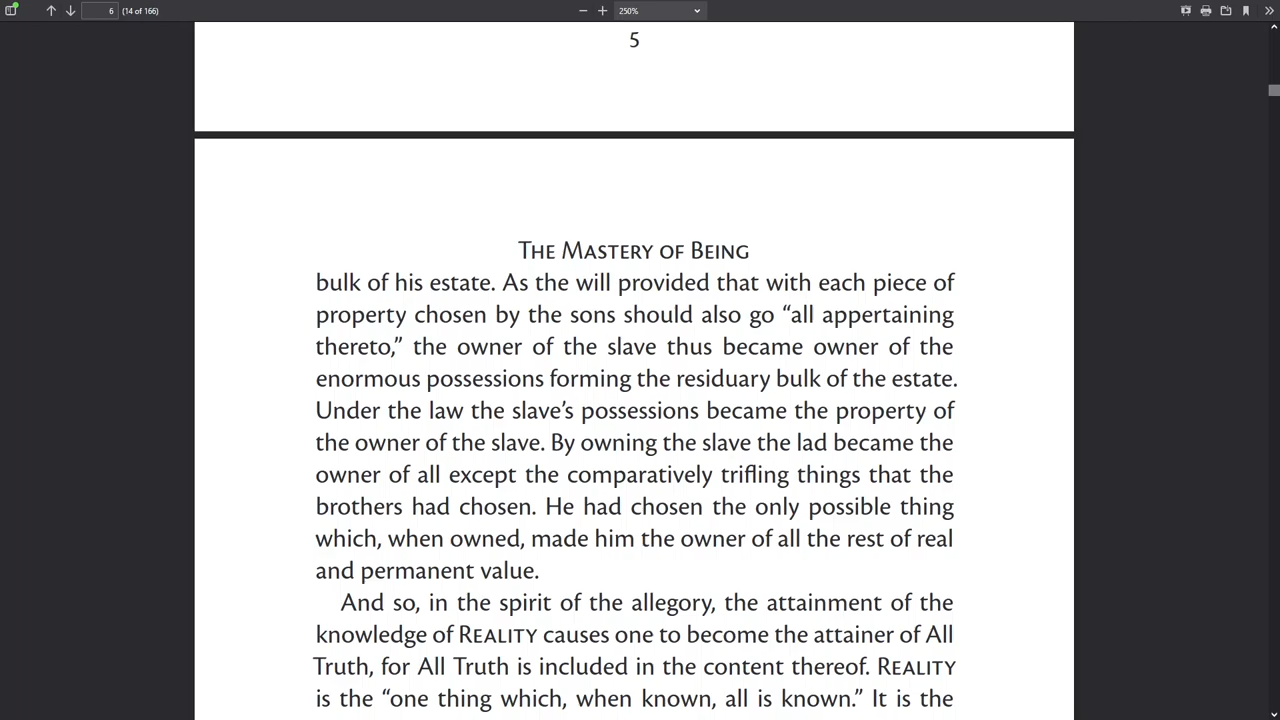 6 (14 of 166) 250%
5
The Mastery of Being
bulk of his estate. As the will provided that with each piece of
property chosen by the sons should also go “all appertaining
thereto,” the owner of the slave thus became owner of the
enormous possessions forming the residuary bulk of the estate.
Under the law the slave’s possessions became the property of
the owner of the slave. By owning the slave the lad became the
owner of all except the comparatively trifling things that the
brothers had chosen. He had chosen the only possible thing
which, when owned, made him the owner of all the rest of real
and permanent value.
And so, in the spirit of the allegory, the attainment of the
knowledge of Reality causes one to become the attainer of All
Truth, for All Truth is included in the content thereof. Reality
is the “one thing which, when known, all is known.” It is the